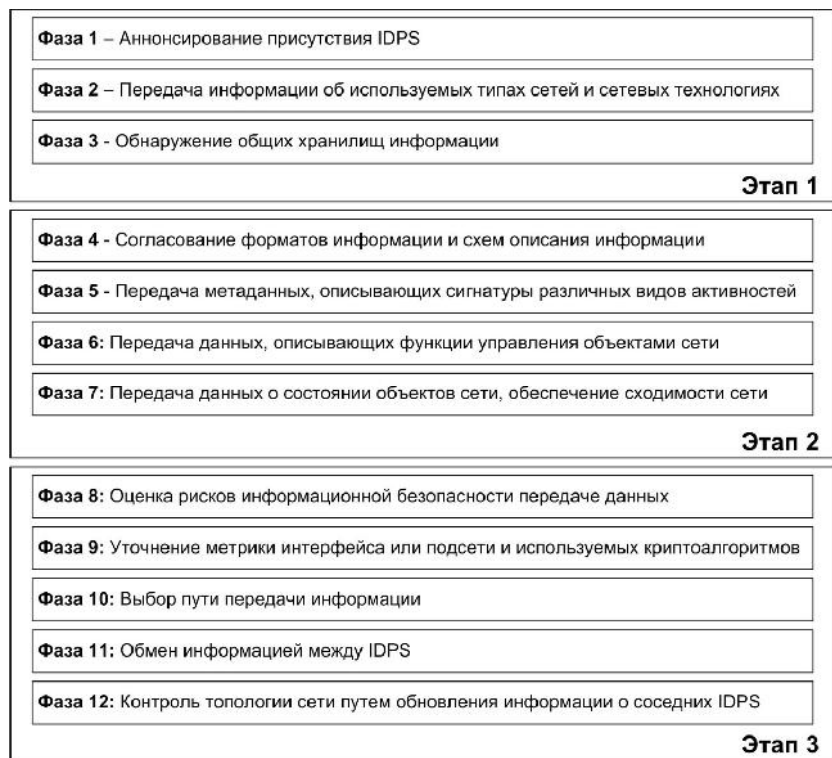 Фаза 1 – Аннонсирование присутствия IDPS
Фаза 2 – Передача информации об используемых типах сетей и сетевых технологиях
Фаза 3 - Обнаружение общих хранилищ информации
Этап 1
Фаза 4 - Согласование форматов информации и схем описания информации
Фаза 5 - Передача метаданных, описывающих сигнатуры различных видов активностей
Фаза 6: Передача данных, описывающих функции управления объектами сети
Фаза 7: Передача данных о состоянии объектов сети, обеспечение сходимости сети
Этап 2
Фаза 8: Оценка рисков информационной безопасности передаче данных
Фаза 9: Уточнение метрики интерфейса или подсети и используемых криптоалгоритмов
Фаза 10: Выбор пути передачи информации
Фаза 11: Обмен информацией между IDPS
Фаза 12: Контроль топологии сети путем обновления информации о соседних IDPS
Этап 3